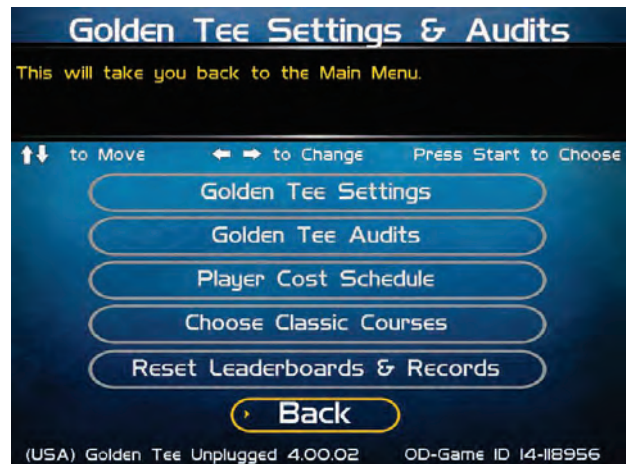 Golden Tee Settings & Audits
This will take you back to the Main Menu.
to Move to Change Press Start to Choose
Golden Tee Settings
Golden Tee Audits
Player Cost Schedule
Choose Classic Courses
Reset Leaderboards & Records
Back
(USA) Golden Tee Unplugged 4.00.02 OD-Game ID 14-118956